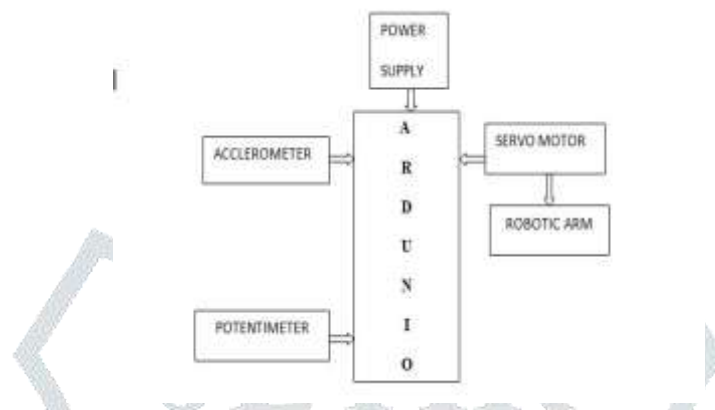 POWER
SUPPLY
ACCLEROMETER
A
R
D
U
N
I
O
SERVO MOTOR
ROBOTIC ARM
POTENTIMETER